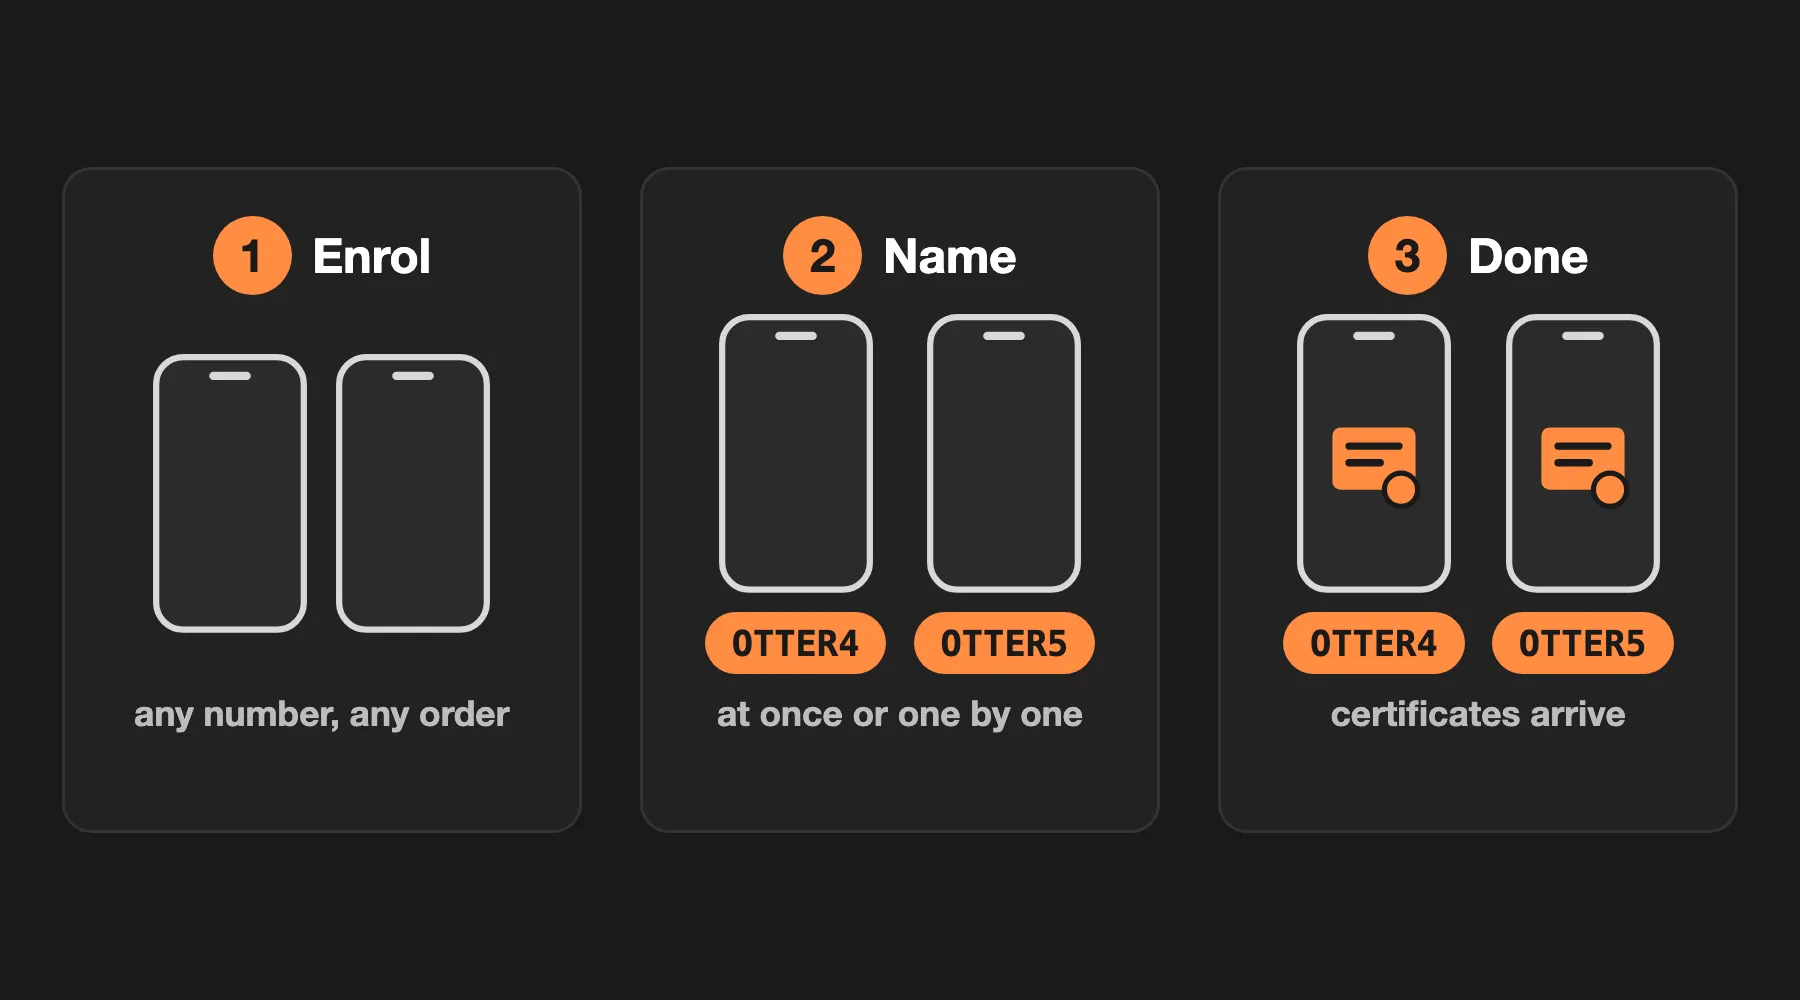 1 Enrol
any number, any order
2 Name
OTTER4 OTTER5
at once or one by one
3 Done
OTTER4 OTTER5
certificates arrive